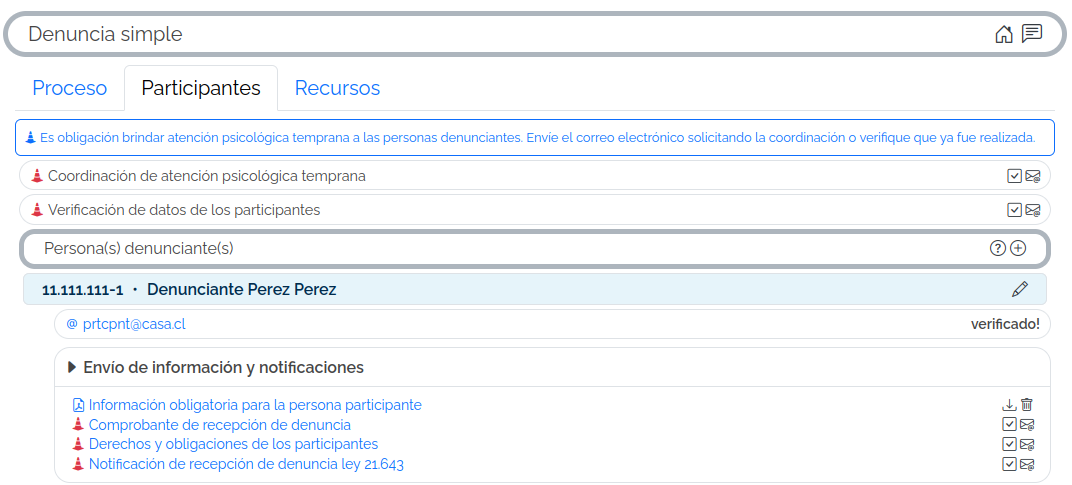 Denuncia simple
Proceso Participantes Recursos
Es obligación brindar atención psicológica temprana a las personas denunciantes. Envíe el correo electrónico solicitando la coordinación o verifique que ya fue realizada.
Coordinación de atención psicológica temprana
Verificación de datos de los participantes
Persona(s) denunciante(s)
11.111.111-1 · Denunciante Perez Perez
@ prtcpnt@casa.cl verificado!
Envío de información y notificaciones
Información obligatoria para la persona participante
Comprobante de recepción de denuncia
Derechos y obligaciones de los participantes
Notificación de recepción de denuncia ley 21.643